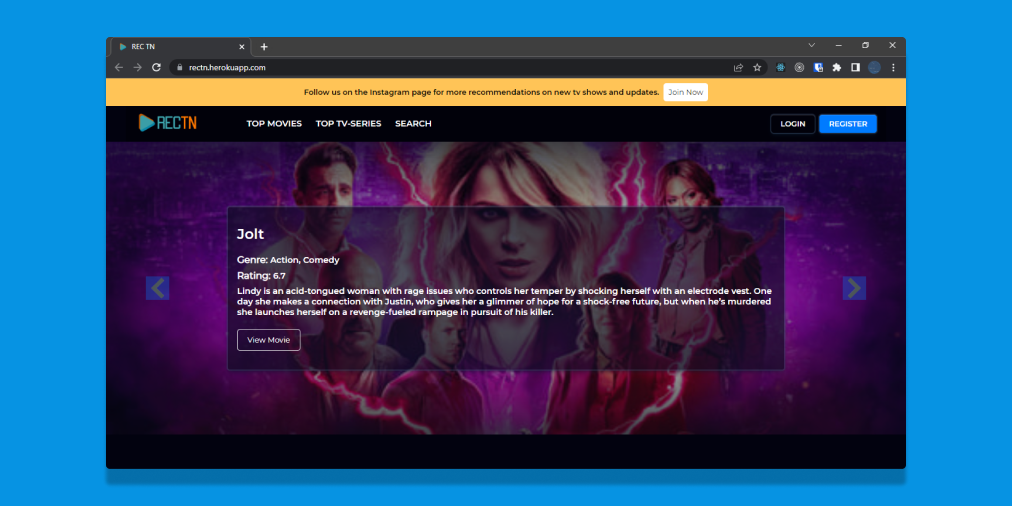 REC TN
rectn.herokuapp.com
Follow us on the Instagram page for more recommendations on new tv shows and updates. Join Now
RECTN TOP MOVIES TOP TV-SERIES SEARCH LOGIN REGISTER
Jolt
Genre: Action, Comedy
Rating: 6.7
Lindy is an acid-tongued woman with rage issues who controls her temper by shocking herself with an electrode vest. One
day she makes a connection with Justin, who gives her a glimmer of hope for a shock-free future, but when he's murdered
she launches herself on a revenge-fueled rampage in pursuit of his killer.
View Movie